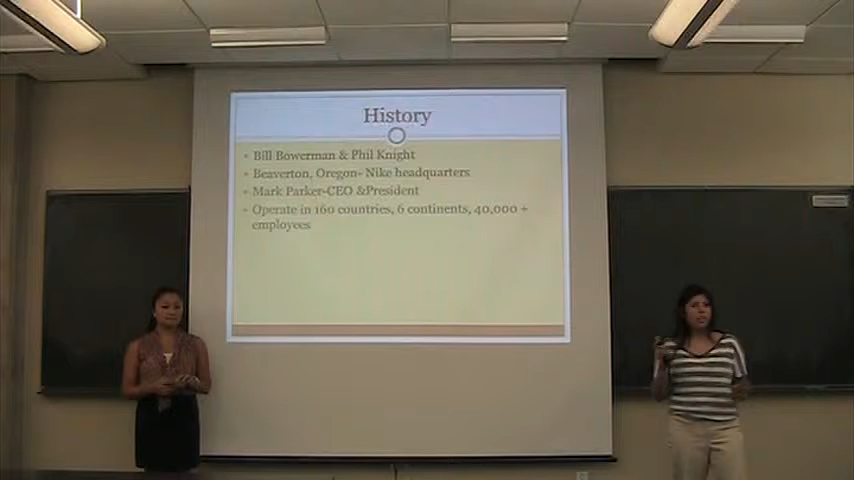 History
Bill Bowerman & Phil Knight
Beaverton, Oregon- Nike headquarters
Mark Parker-CEO &President
Operate in 160 countries, 6 continents, 40,000 +
employees